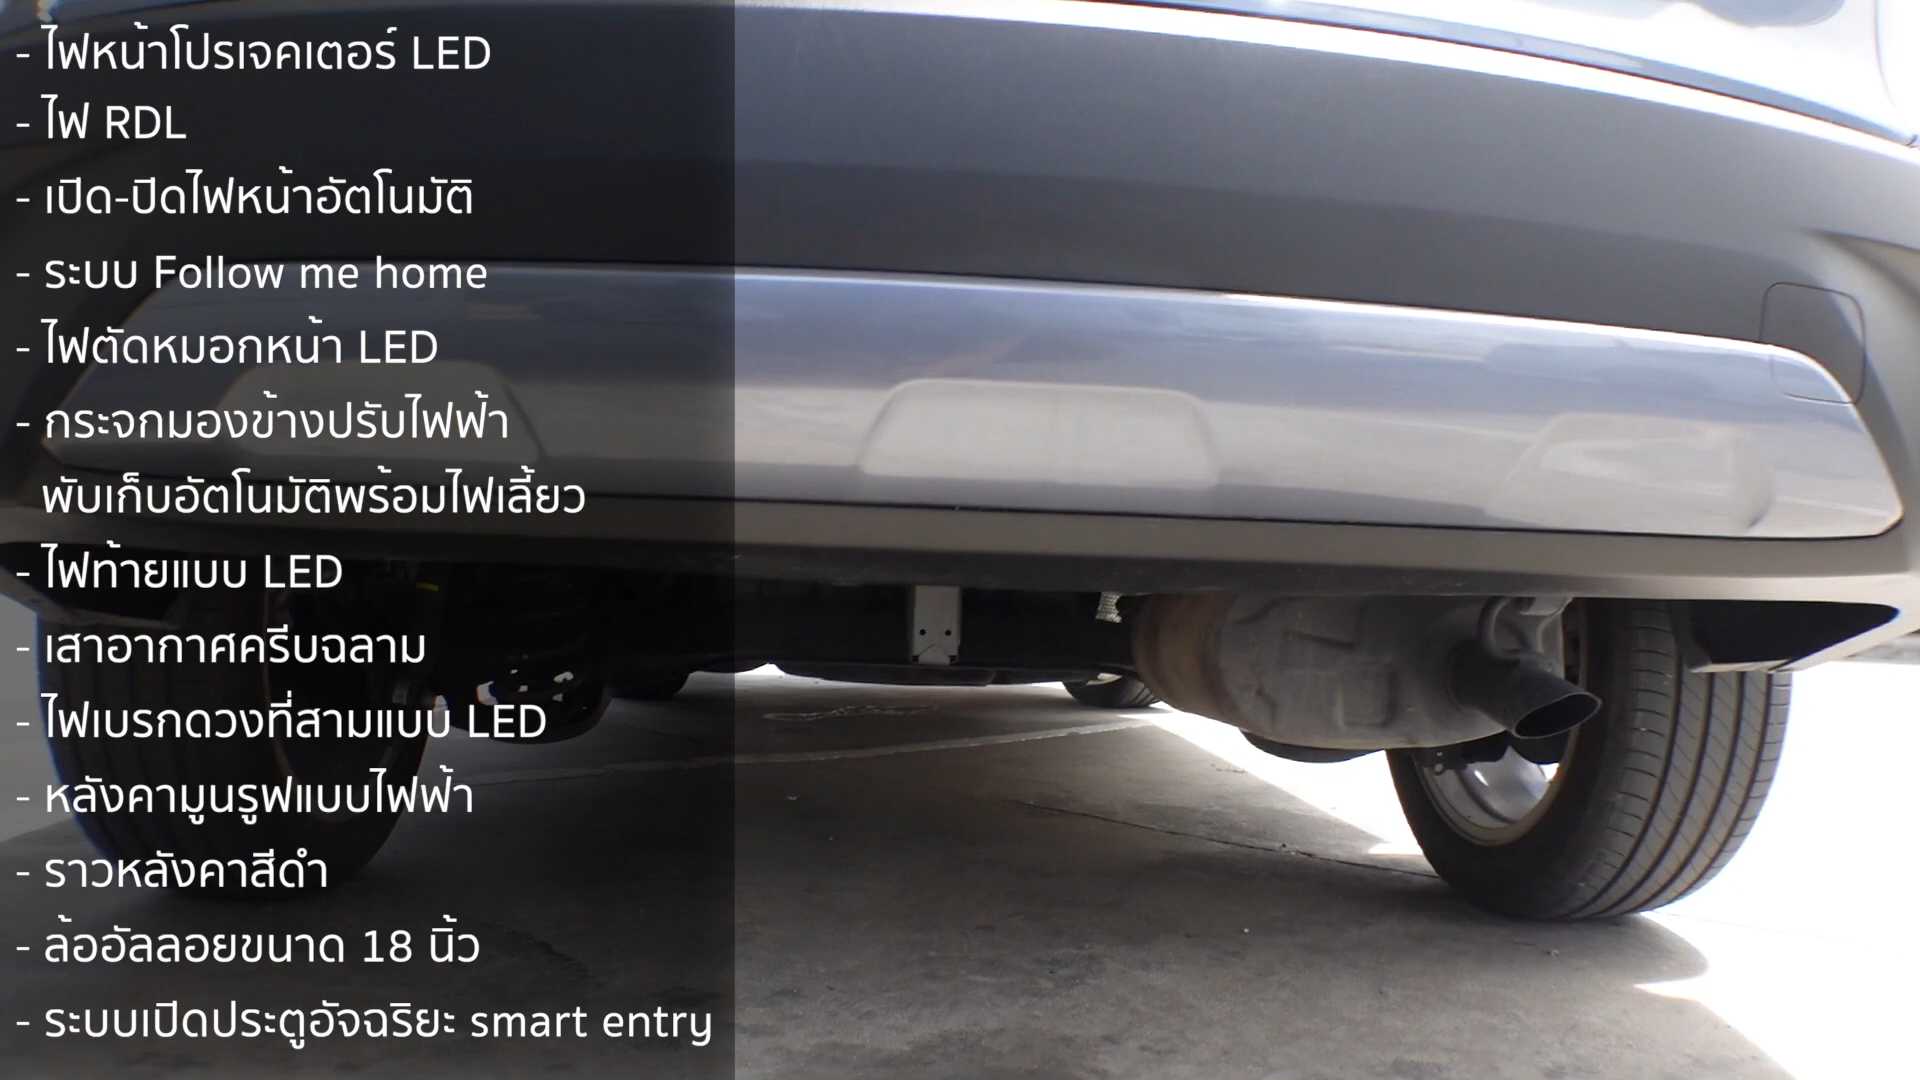 - ไฟหน้าโปรเจคเตอร์ LED
- ไฟ RDL
- เปิด-ปิดไฟหน้าอัตโนมัติ
- ระบบ Follow me home
- ไฟตัดหมอกหน้า LED
- กระจกมองข้างปรับไฟฟ้า
พับเก็บอัตโนมัติพร้อมไฟเลี้ยว
- ไฟท้ายแบบ LED
- เสาอากาศครีบฉลาม
- ไฟเบรกดวงที่สามแบบ LED
- หลังคามูนรูฟแบบไฟฟ้า
- ราวหลังคาสีดำ
- ล้ออัลลอยขนาด 18 นิ้ว
- ระบบเปิดประตูอัจฉริยะ smart entry